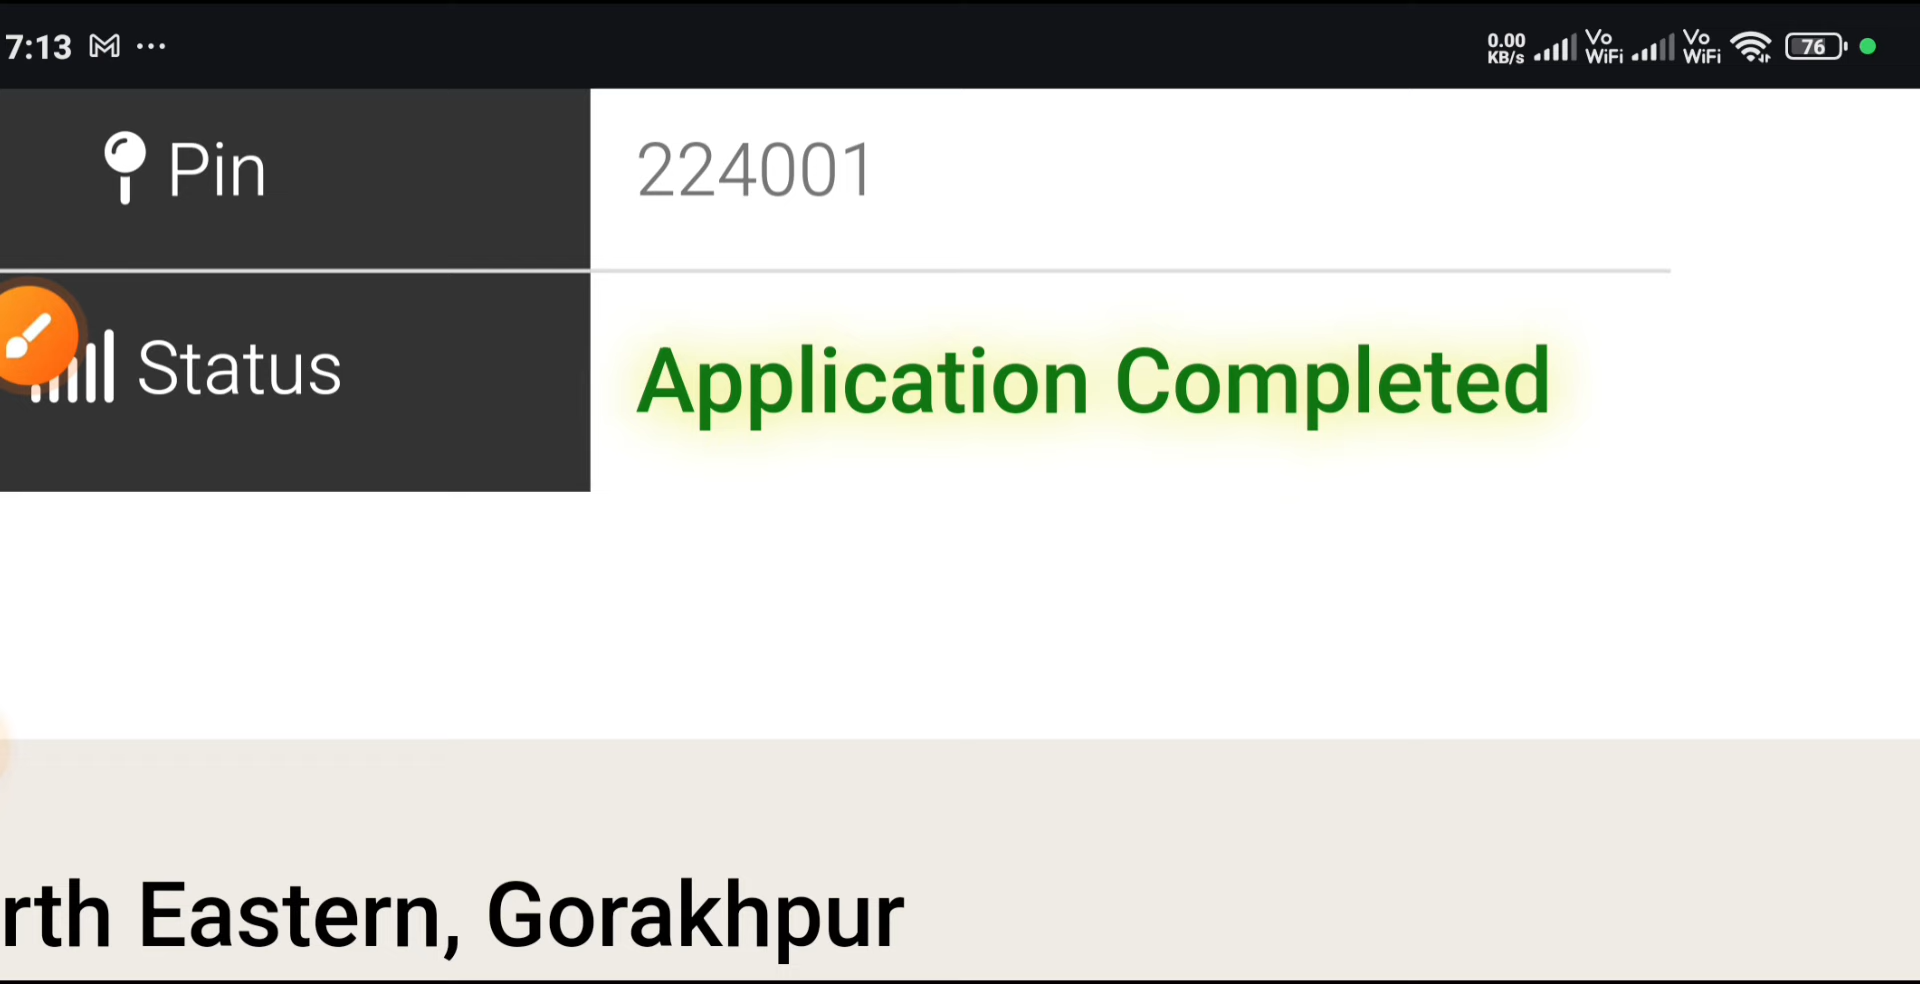 7:13 ... 0.00 KB/s Vo WiFi Vo WiFi 76
Pin 224001
Status Application Completed
rth Eastern, Gorakhpur